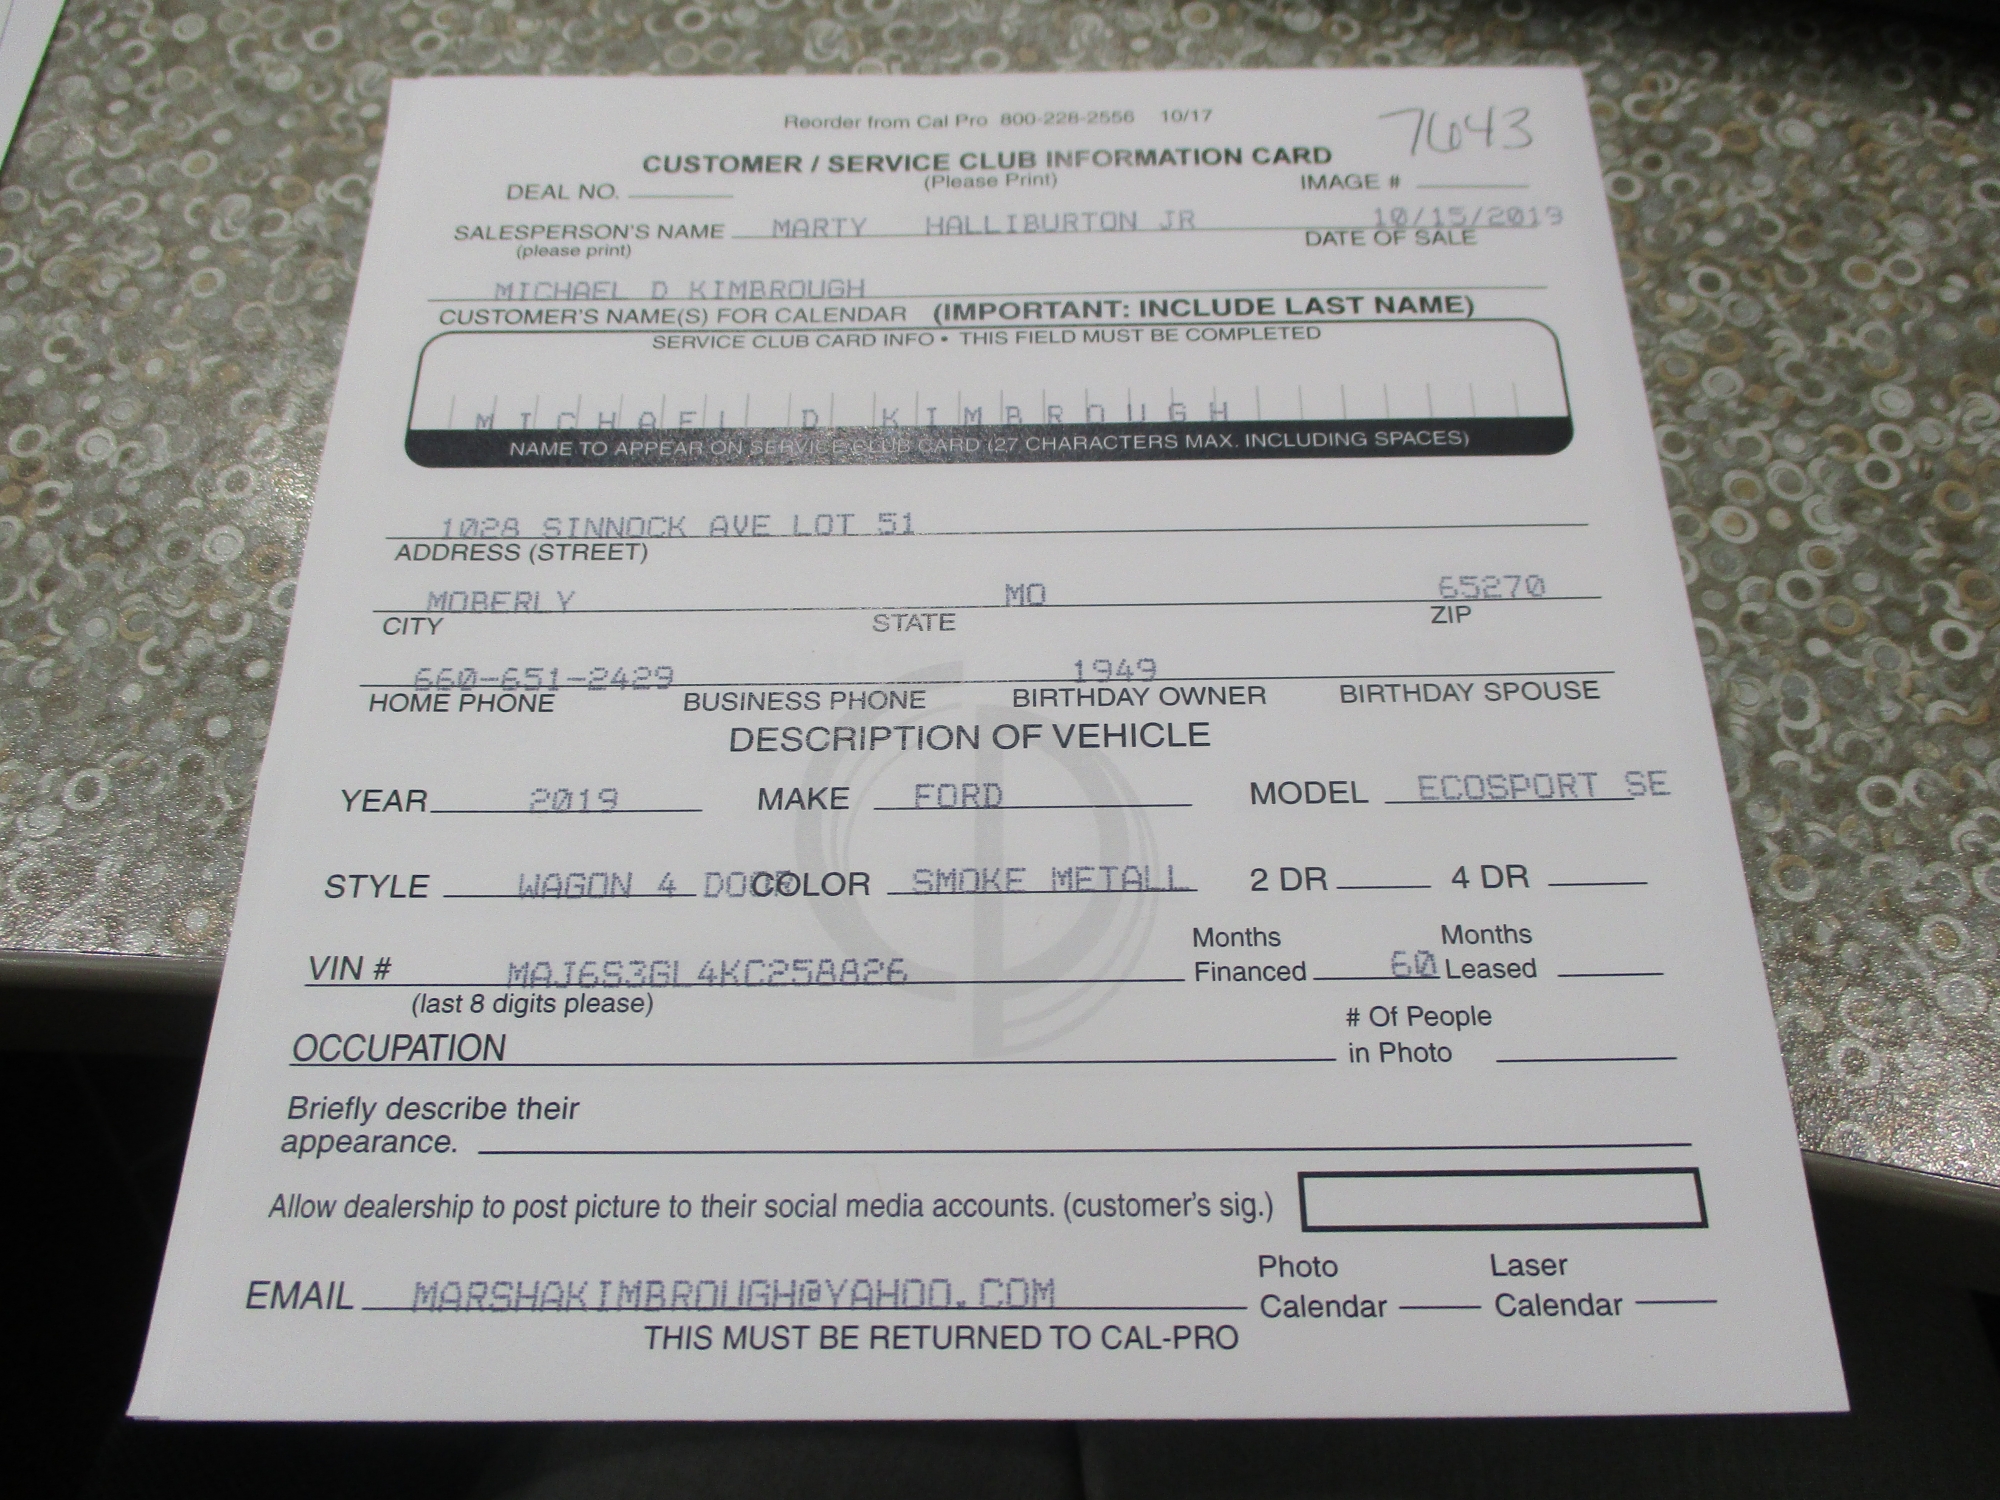 Reorder from Cal Pro 800-228-2556 10/17
7643
CUSTOMER / SERVICE CLUB INFORMATION CARD
(Please Print)
DEAL NO. IMAGE #
SALESPERSON'S NAME MARTY HALLIBURTON JR 10/15/2019
(please print) DATE OF SALE
MICHAEL D KIMBROUGH
CUSTOMER'S NAME(S) FOR CALENDAR (IMPORTANT: INCLUDE LAST NAME)
SERVICE CLUB CARD INFO • THIS FIELD MUST BE COMPLETED
MICHAEL D KIMBROUGH
NAME TO APPEAR ON SERVICE CLUB CARD (27 CHARACTERS MAX. INCLUDING SPACES)
1028 SINNOCK AVE LOT 51
ADDRESS (STREET)
MOBERLY MO 65270
CITY STATE ZIP
660-651-2429 1949
HOME PHONE BUSINESS PHONE BIRTHDAY OWNER BIRTHDAY SPOUSE
DESCRIPTION OF VEHICLE
YEAR 2019 MAKE FORD MODEL ECOSPORT SE
STYLE WAGON 4 DOOR COLOR SMOKE METALL 2 DR 4 DR
VIN # MAJ6S3GL4KC258826 Months Financed 60 Months Leased
(last 8 digits please)
OCCUPATION # Of People in Photo
Briefly describe their
appearance.
Allow dealership to post picture to their social media accounts. (customer's sig.)
EMAIL MARSHAKIMBROUGH@YAHOO.COM Photo Calendar Laser Calendar
THIS MUST BE RETURNED TO CAL-PRO